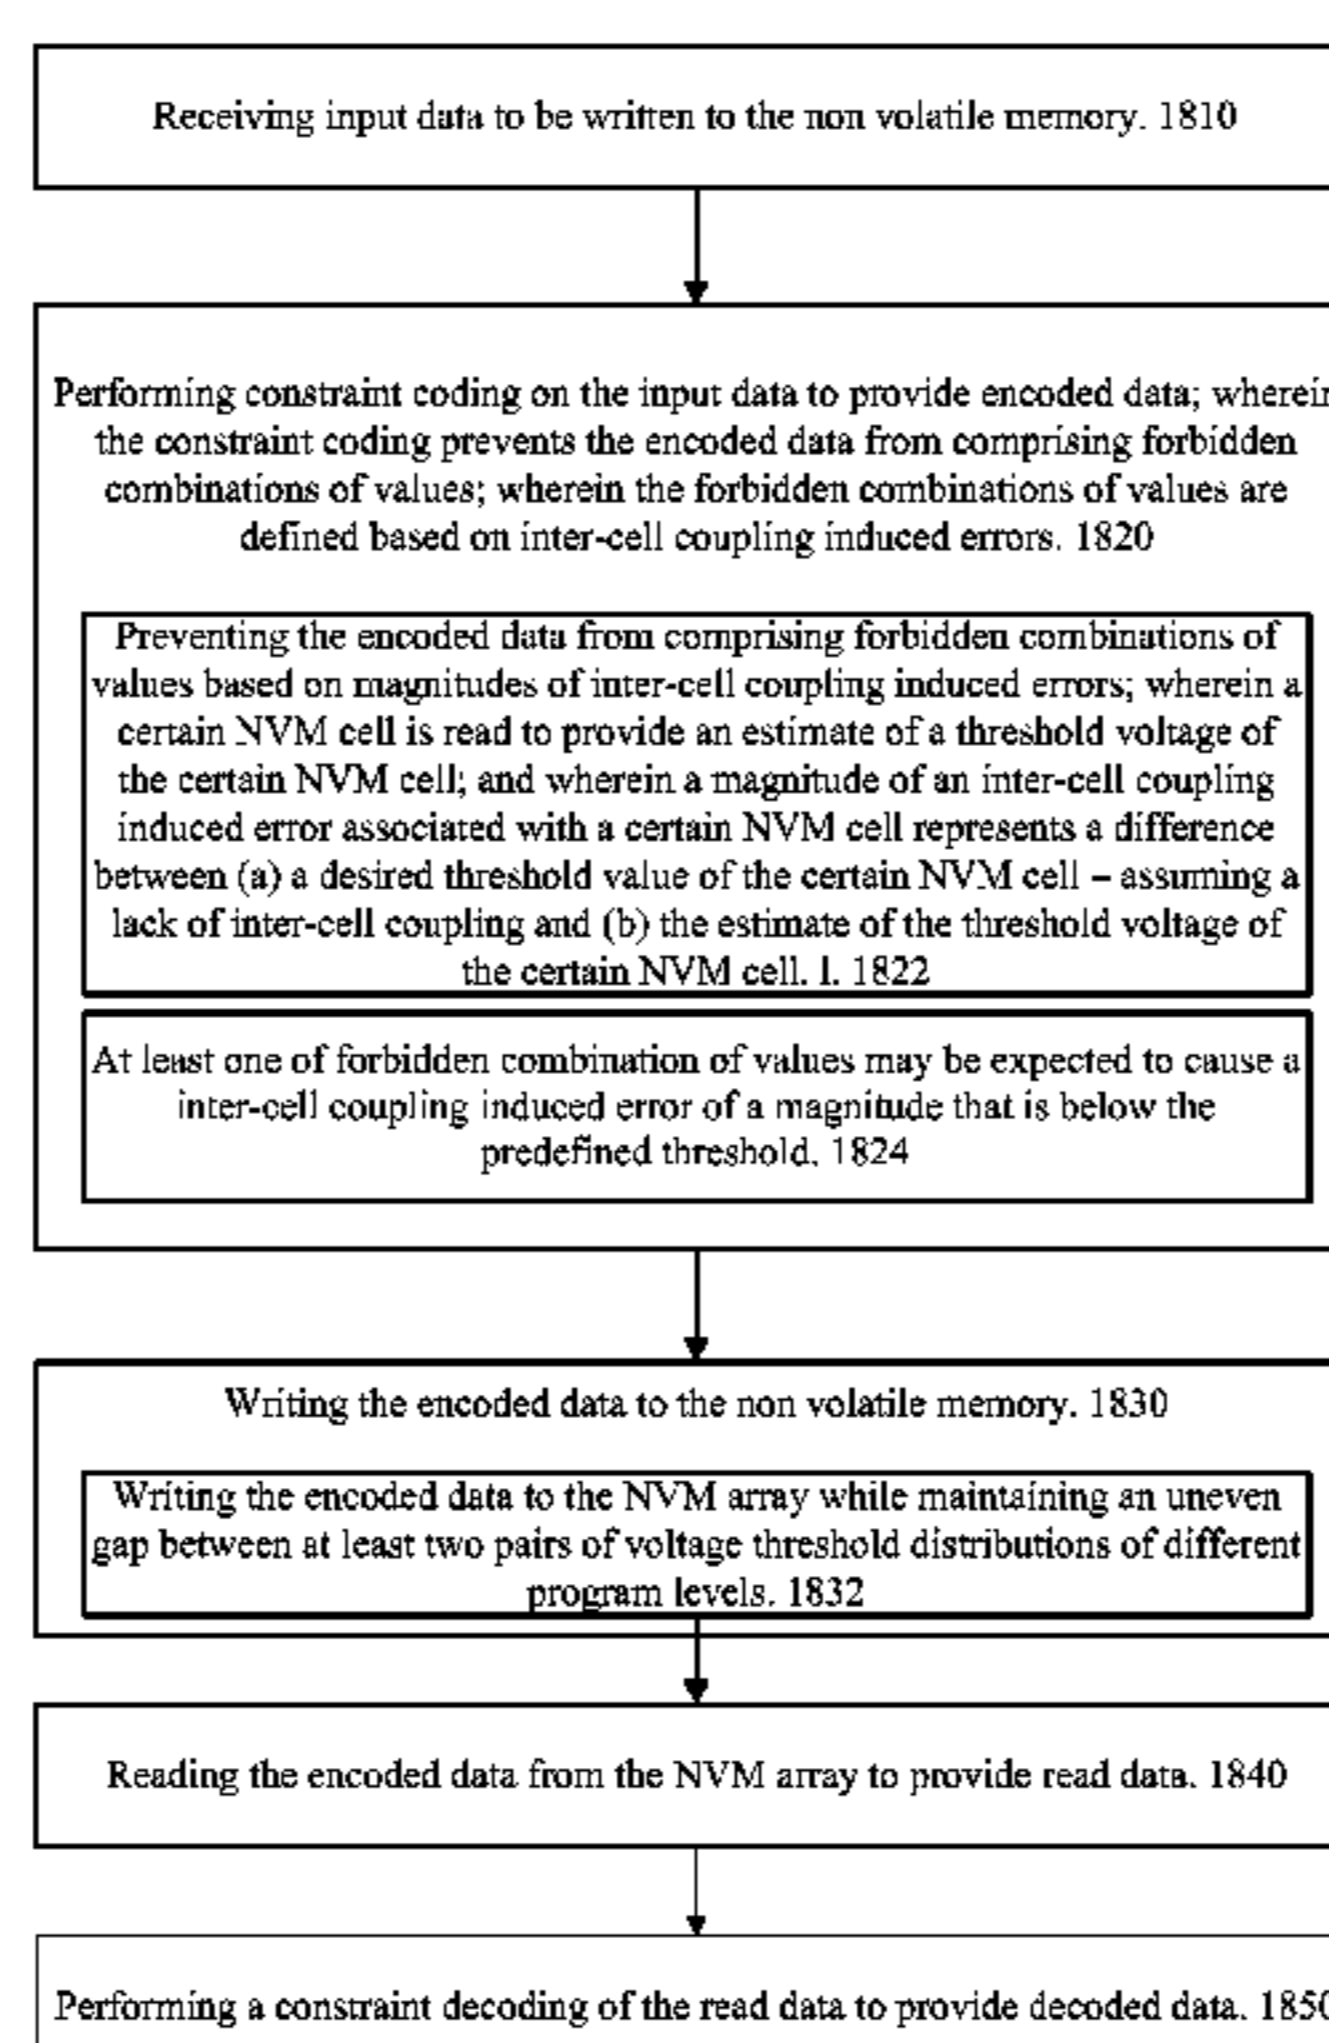 Receiving input data to be written to the non volatile memory. 1810
Performing constraint coding on the input data to provide encoded data; wherein
the constraint coding prevents the encoded data from comprising forbidden
combinations of values; wherein the forbidden combinations of values are
defined based on inter-cell coupling induced errors. 1820
Preventing the encoded data from comprising forbidden combinations of
values based on magnitudes of inter-cell coupling induced errors; wherein a
certain NVM cell is read to provide an estimate of a threshold voltage of
the certain NVM cell; and wherein a magnitude of an inter-cell coupling
induced error associated with a certain NVM cell represents a difference
between (a) a desired threshold value of the certain NVM cell – assuming a
lack of inter-cell coupling and (b) the estimate of the threshold voltage of
the certain NVM cell. l. 1822
At least one of forbidden combination of values may be expected to cause a
inter-cell coupling induced error of a magnitude that is below the
predefined threshold. 1824
Writing the encoded data to the non volatile memory. 1830
Writing the encoded data to the NVM array while maintaining an uneven
gap between at least two pairs of voltage threshold distributions of different
program levels. 1832
Reading the encoded data from the NVM array to provide read data. 1840
Performing a constraint decoding of the read data to provide decoded data. 1850